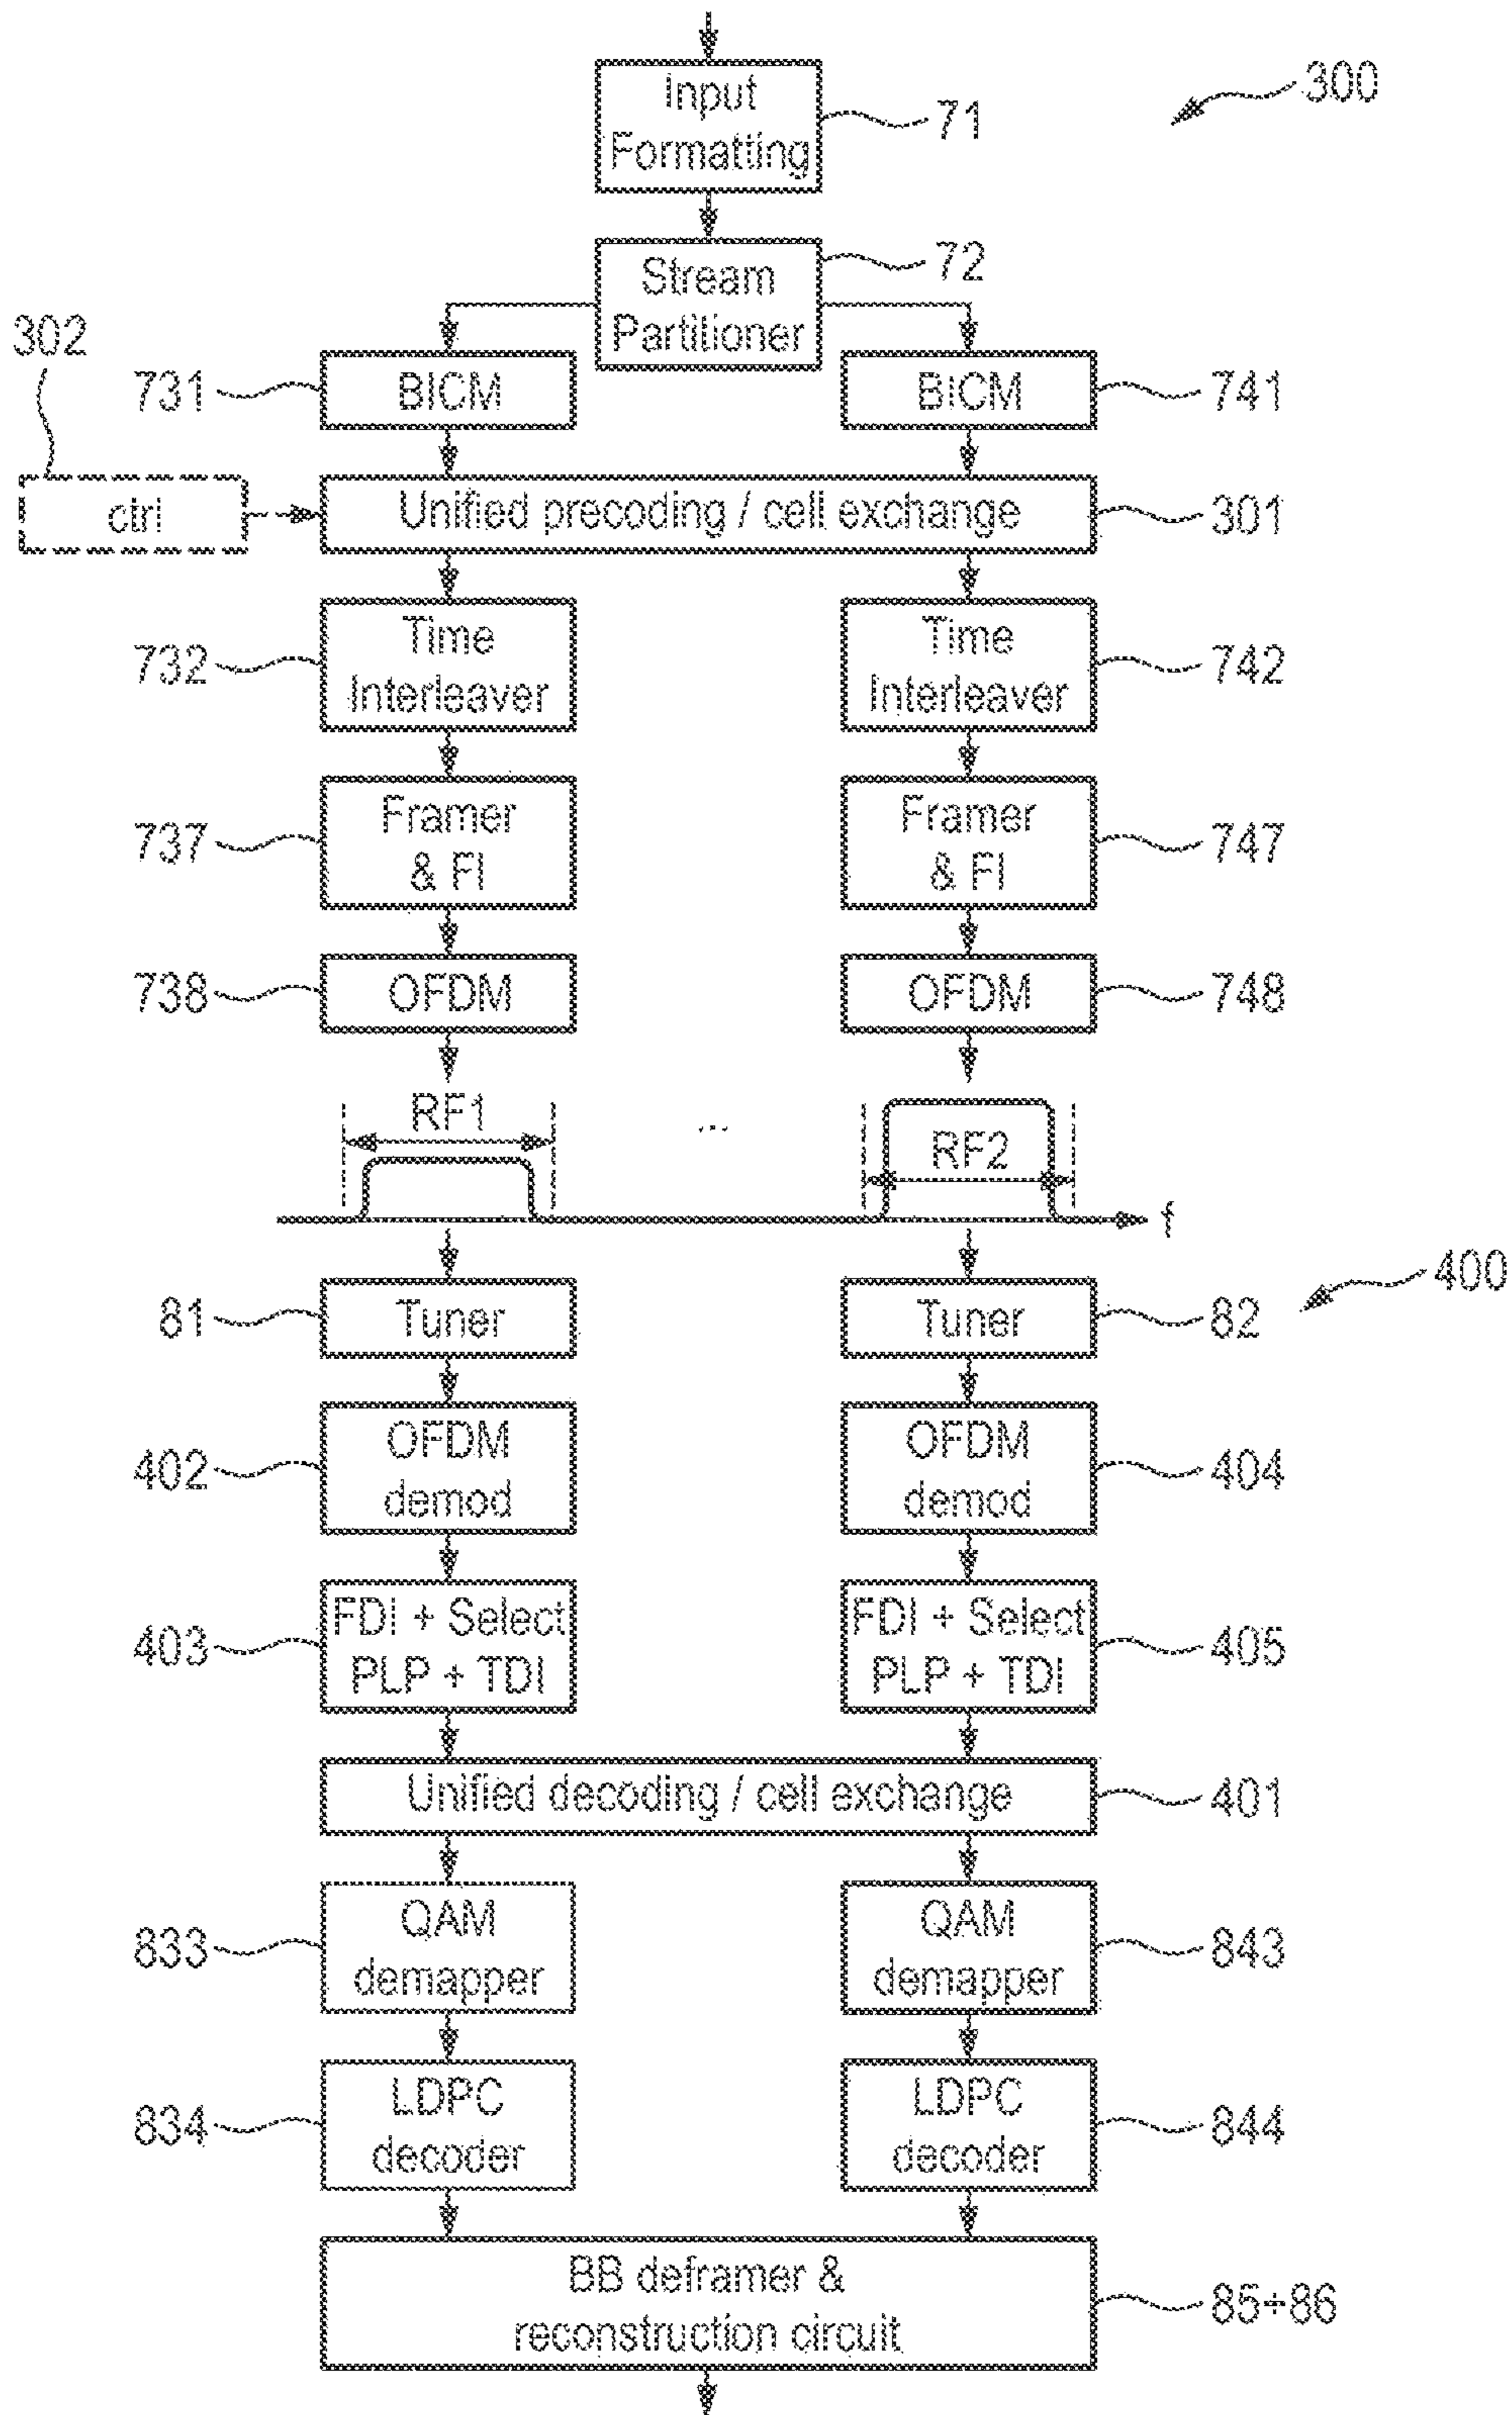 300
Input
Formatting
71
Stream
Partitioner
72
302
731
BICM
BICM
741
ctrl
Unified precoding / cell exchange
301
732
Time
Interleaver
Time
Interleaver
742
737
Framer
& FI
Framer
& FI
747
738
OFDM
OFDM
748
RF1
...
RF2
f
400
81
Tuner
Tuner
82
402
OFDM
demod
OFDM
demod
404
403
FDI + Select
PLP + TDI
FDI + Select
PLP + TDI
405
Unified decoding / cell exchange
401
833
QAM
demapper
QAM
demapper
843
834
LDPC
decoder
LDPC
decoder
844
BB deframer &
reconstruction circuit
85÷86